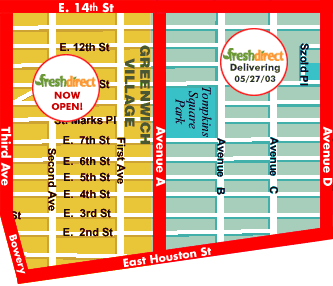 E. 14th St
E. 12th St
freshdirect
NOW
OPEN!
St
St. Marks Pl
E. 7th St
E. 6th St
E. 5th St
E. 4th St
E. 3rd St
E. 2nd St
St
Third Ave
Bowery
Second Ave
First Ave
GREENWICH
VILLAGE
Avenue A
freshdirect
Delivering
05/27/03
Szold Pl
Tompkins
Square
Park
Avenue B
Avenue C
Avenue D
East Houston St